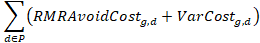 ∑_{d∈P}(RMRAvoidCost_{g,d} + VarCost_{g,d})